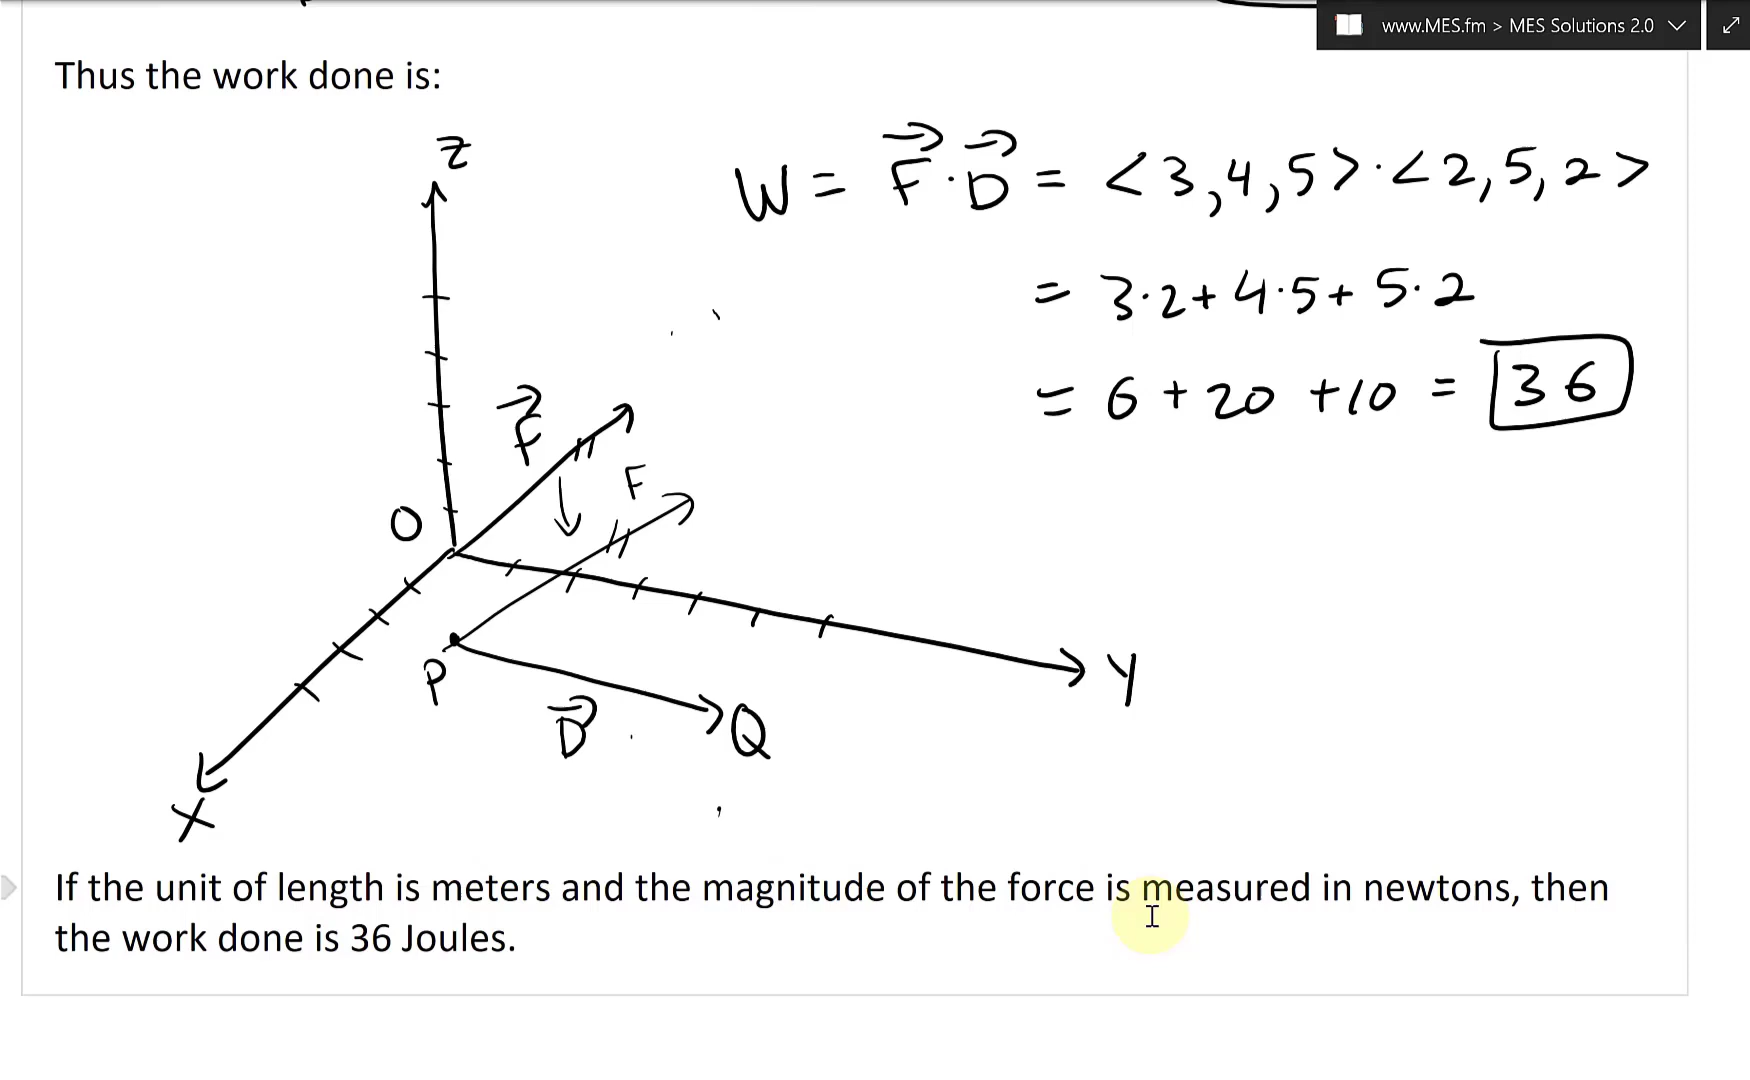 www.MES.fm > MES Solutions 2.0
Thus the work done is:
W = F⃗ · D⃗ = <3,4,5> · <2,5,2>
= 3·2 + 4·5 + 5·2
= 6 + 20 + 10 = 36
Z
F⃗
F
O
P
D⃗
Q
Y
X
If the unit of length is meters and the magnitude of the force is measured in newtons, then
the work done is 36 Joules.